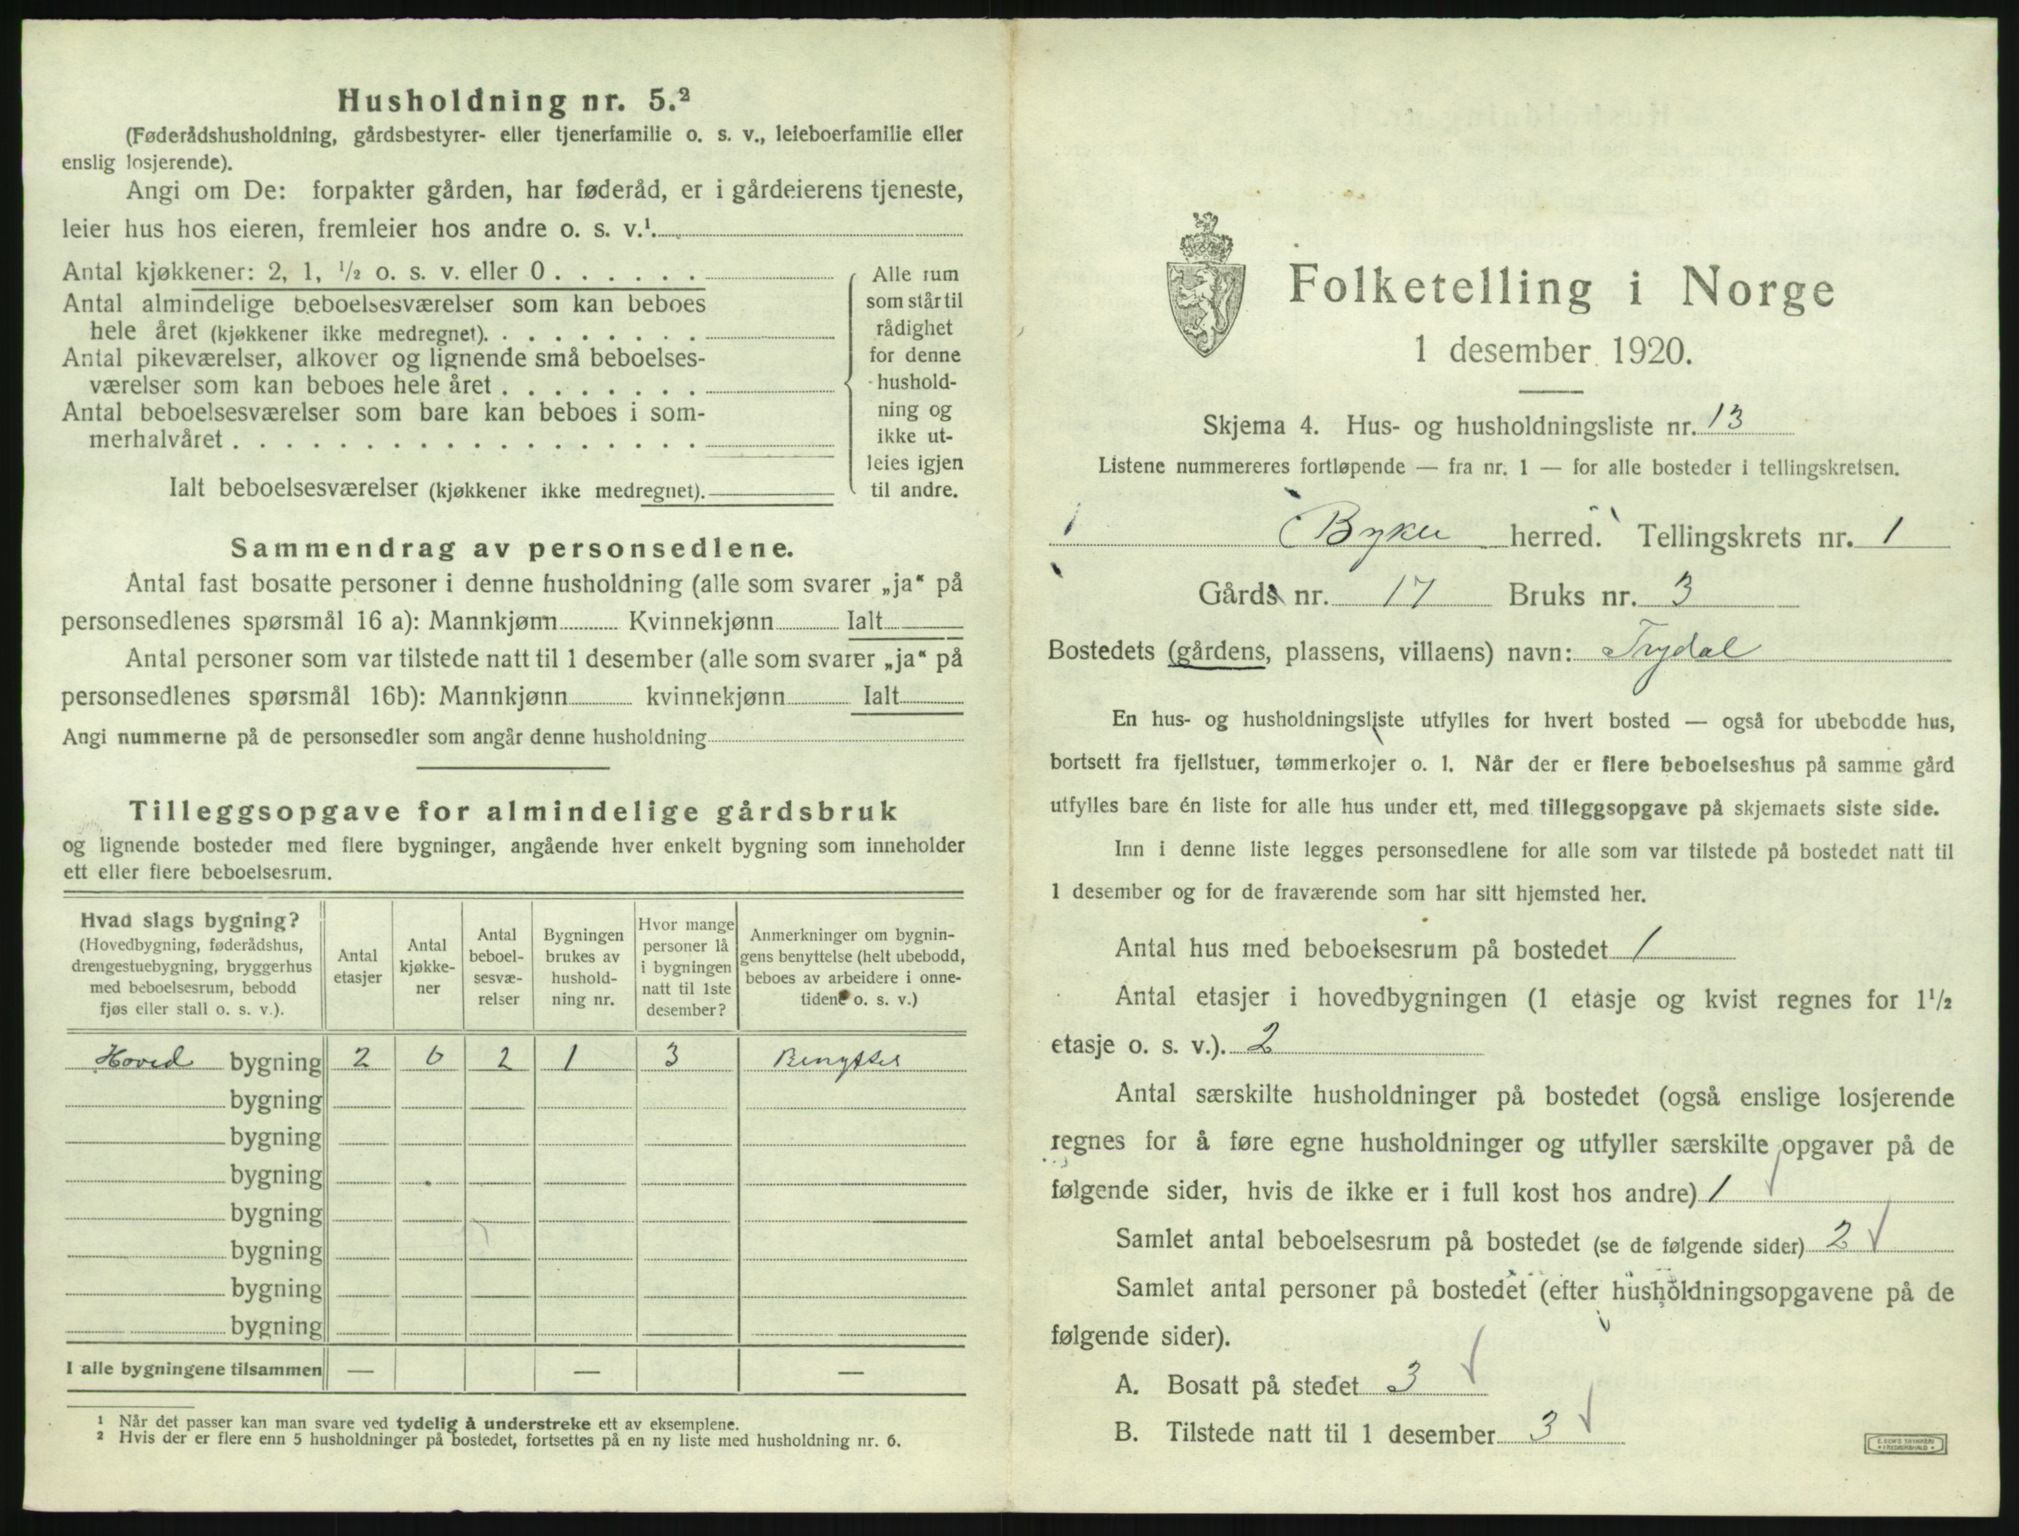 Husholdning nr. 5.²
(Føderådshusholdning, gårdsbestyrer- eller tjenerfamilie o. s. v., leieboerfamilie eller
enslig losjerende).
Angi om De: forpakter gården, har føderåd, er i gårdeierens tjeneste,
leier hus hos eieren, fremleier hos andre o. s. v.¹.
Antal kjøkkener: 2, 1, ½ o. s. v. eller 0 . . . . . .
Antal almindelige beboelsesværelser som kan beboes
hele året (kjøkkener ikke medregnet). . . . . . . . .
Antal pikeværelser, alkover og lignende små beboelses-
værelser som kan beboes hele året . . . . . . . .
Antal beboelsesværelser som bare kan beboes i som-
merhalvåret . . . . . . . . . . . . . . . . . .
Ialt beboelsesværelser (kjøkkener ikke medregnet).
Alle rum
som står til
rådighet
for denne
hushold-
ning og
ikke ut-
leies igjen
til andre.
Sammendrag av personsedlene.
Antal fast bosatte personer i denne husholdning (alle som svarer „ja“ på
personsedlenes spørsmål 16 a): Mannkjønn Kvinnekjønn Ialt
Antal personer som var tilstede natt til 1 desember (alle som svarer „ja“ på
personsedlenes spørsmål 16b): Mannkjønn kvinnekjønn Ialt
Angi nummerne på de personsedler som angår denne husholdning
Tilleggsopgave for almindelige gårdsbruk
og lignende bosteder med flere bygninger, angående hver enkelt bygning som inneholder
ett eller flere beboelsesrum.
Hvad slags bygning?
(Hovedbygning, føderådshus,
drengestuebygning, bryggerhus
med beboelsesrum, bebodd
fjøs eller stall o. s. v.).
Antal
etasjer
Antal
kjøkke-
ner
Antal
beboel-
sesvæ-
relser
Bygningen
brukes av
hushold-
ning nr.
Hvor mange
personer lå
i bygningen
natt til 1ste
desember?
Anmerkninger om bygnin-
gens benyttelse (helt ubebodd,
beboes av arbeidere i onne-
tidene o. s. v.)
Hoved bygning 2 0 2 1 3 Benyttes
bygning
bygning
bygning
bygning
bygning
bygning
bygning
I alle bygningene tilsammen — — —
¹ Når det passer kan man svare ved tydelig å understreke ett av eksemplene.
² Hvis der er flere enn 5 husholdninger på bostedet, fortsettes på en ny liste med husholdning nr. 6.
Folketelling i Norge
1 desember 1920.
Skjema 4. Hus- og husholdningsliste nr. 13
Listene nummereres fortløpende — fra nr. 1 — for alle bosteder i tellingskretsen.
Bykle herred. Tellingskrets nr. 1
Gårds nr. 17 Bruks nr. 3
Bostedets (gårdens, plassens, villaens) navn: Trydal
En hus- og husholdningsliste utfylles for hvert bosted — også for ubebodde hus,
bortsett fra fjellstuer, tømmerkojer o. l. Når der er flere beboelseshus på samme gård
utfylles bare én liste for alle hus under ett, med tilleggsopgave på skjemaets siste side.
Inn i denne liste legges personsedlene for alle som var tilstede på bostedet natt til
1 desember og for de fraværende som har sitt hjemsted her.
Antal hus med beboelsesrum på bostedet 1
Antal etasjer i hovedbygningen (1 etasje og kvist regnes for 1½
etasje o. s. v.). 2
Antal særskilte husholdninger på bostedet (også enslige losjerende
regnes for å føre egne husholdninger og utfyller særskilte opgaver på de
følgende sider, hvis de ikke er i full kost hos andre) 1
Samlet antal beboelsesrum på bostedet (se de følgende sider) 2
Samlet antal personer på bostedet (efter husholdningsopgavene på de
følgende sider).
A. Bosatt på stedet 3
B. Tilstede natt til 1 desember 3